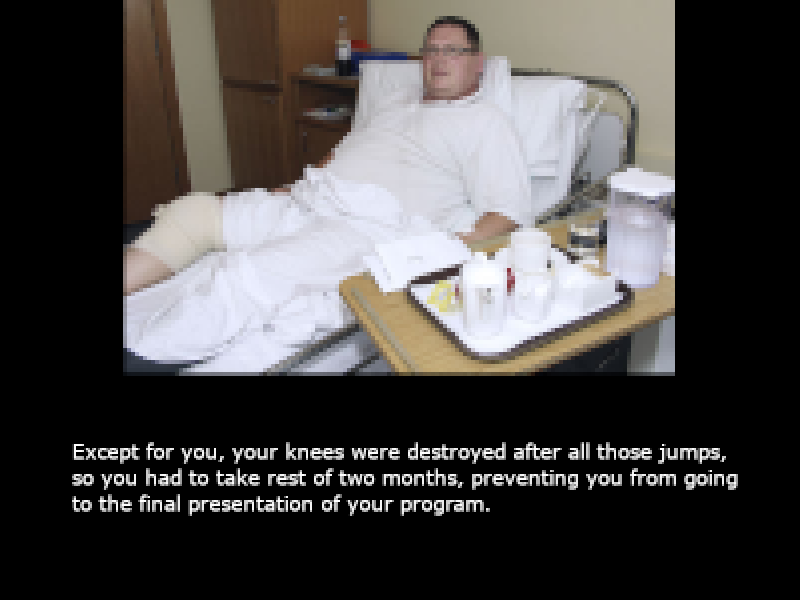 Except for you, your knees were destroyed after all those jumps,
so you had to take rest of two months, preventing you from going
to the final presentation of your program.